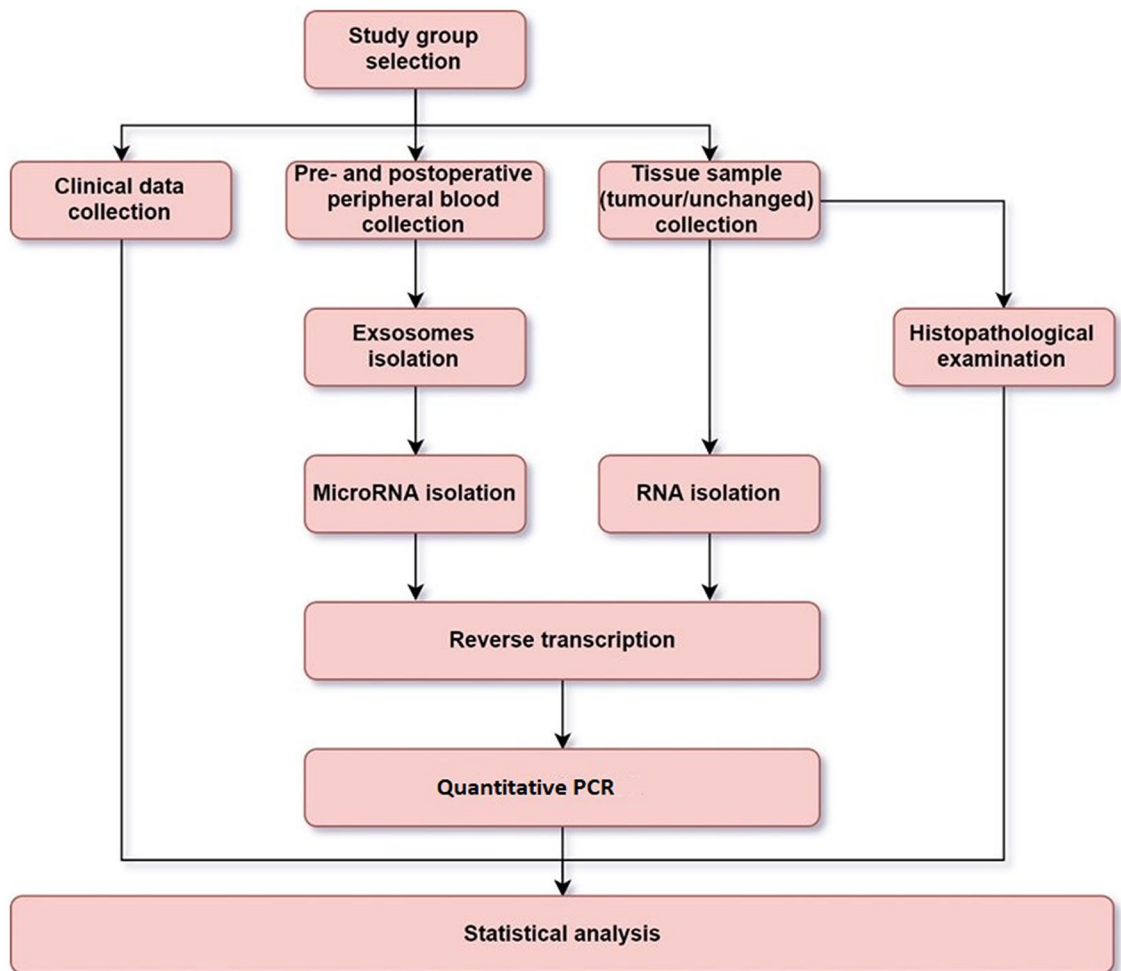 Study group
selection
Clinical data
collection
Pre- and postoperative
peripheral blood
collection
Tissue sample
(tumour/unchanged)
collection
Exsosomes
isolation
Histopathological
examination
MicroRNA isolation
RNA isolation
Reverse transcription
Quantitative PCR
Statistical analysis